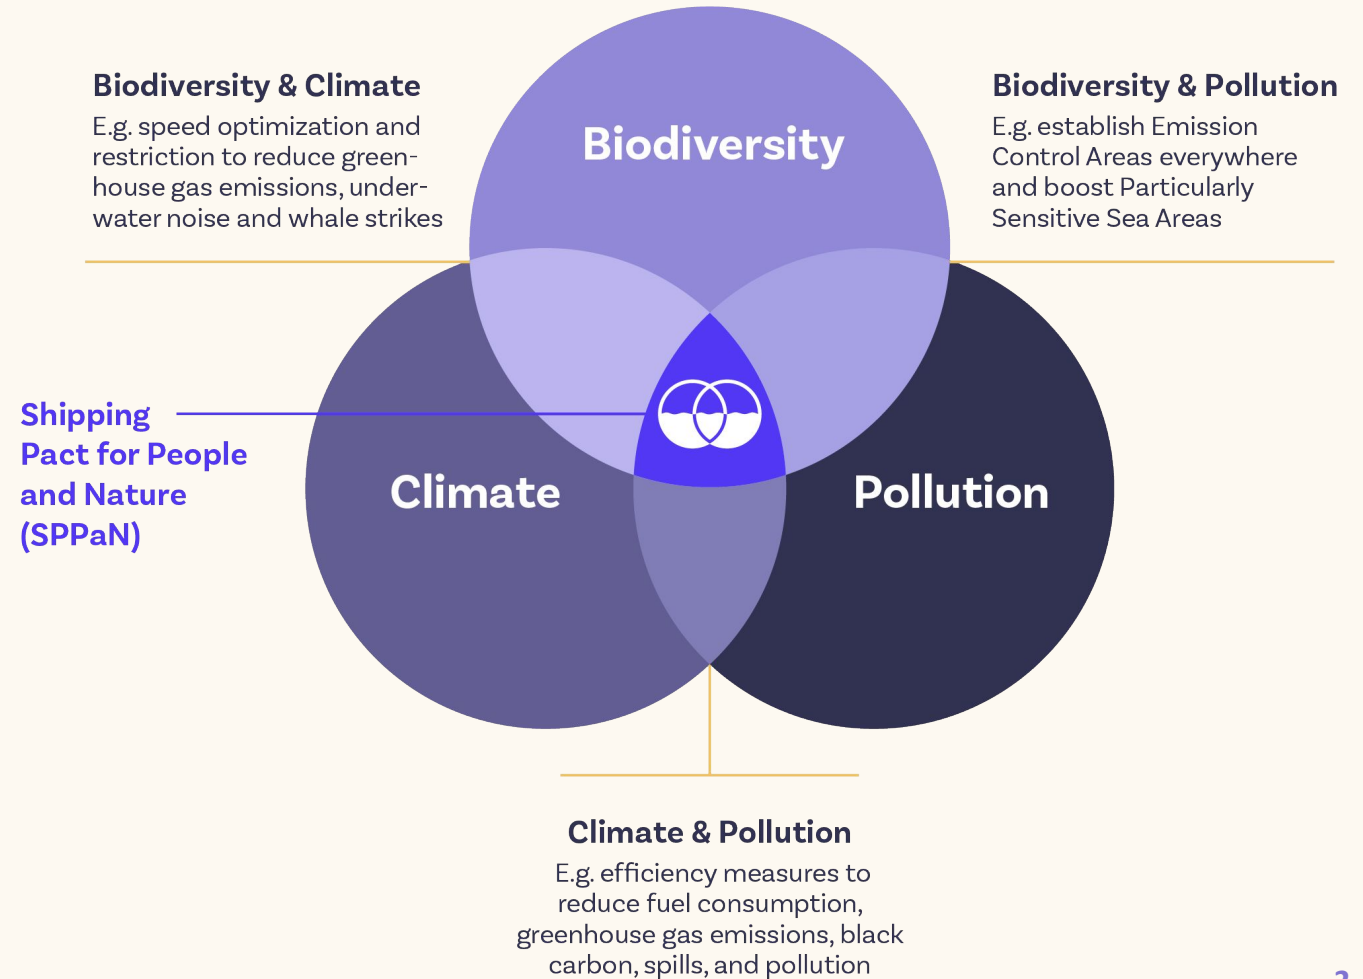 Biodiversity & Climate
E.g. speed optimization and
restriction to reduce green-
house gas emissions, under-
water noise and whale strikes
Biodiversity
Biodiversity & Pollution
E.g. establish Emission
Control Areas everywhere
and boost Particularly
Sensitive Sea Areas
Shipping
Pact for People
and Nature
(SPPaN)
Climate
Pollution
Climate & Pollution
E.g. efficiency measures to
reduce fuel consumption,
greenhouse gas emissions, black
carbon, spills, and pollution